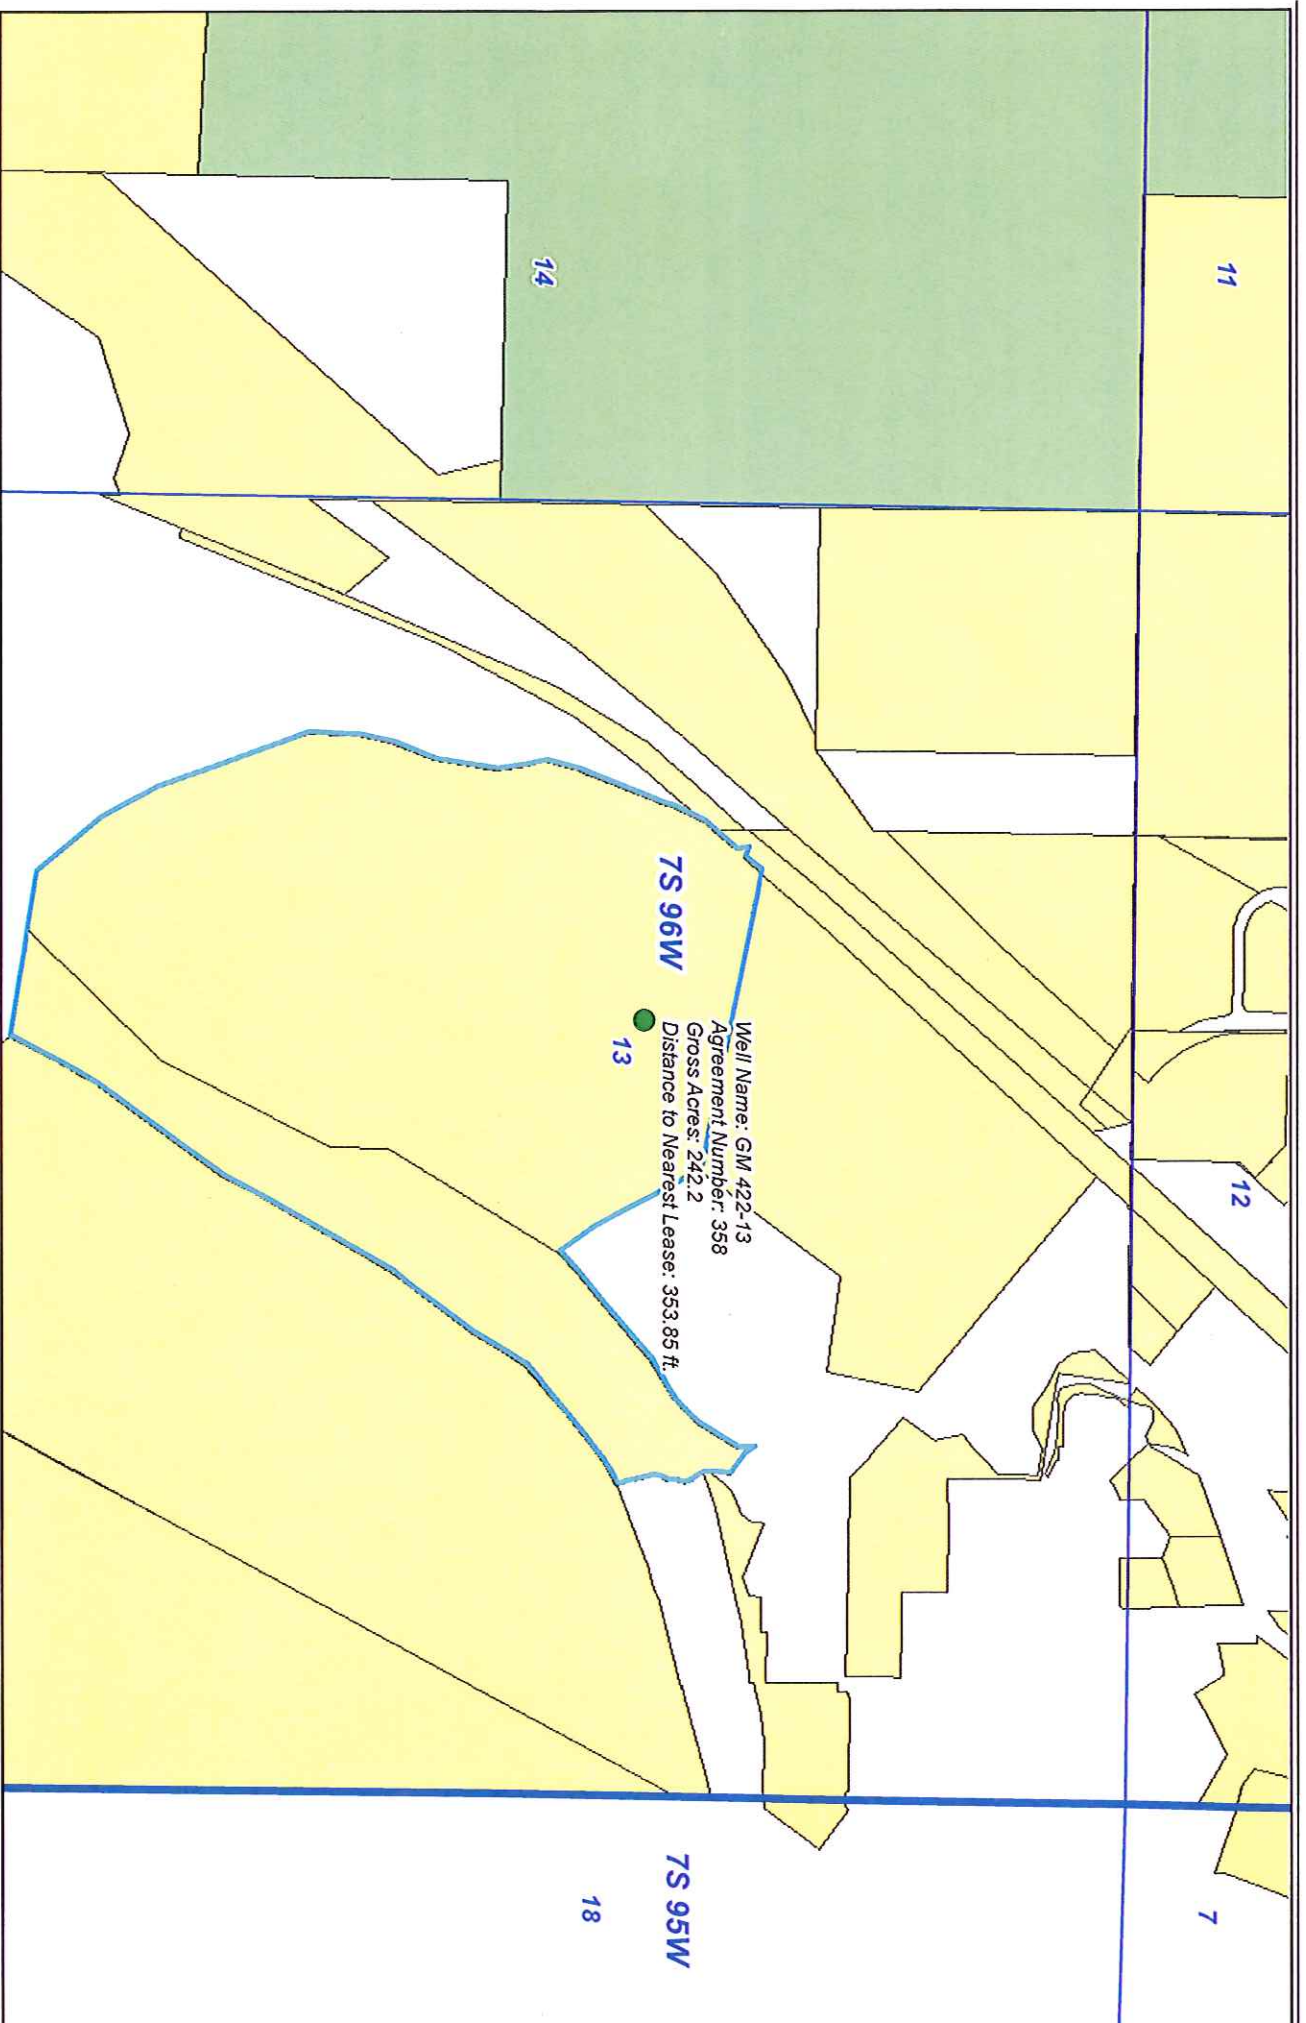 11
12
7
14
7S 96W
13
Well Name: GM 422-13
Agreement Number: 358
Gross Acres: 242.2
Distance to Nearest Lease: 353.85 ft.
7S 95W
18